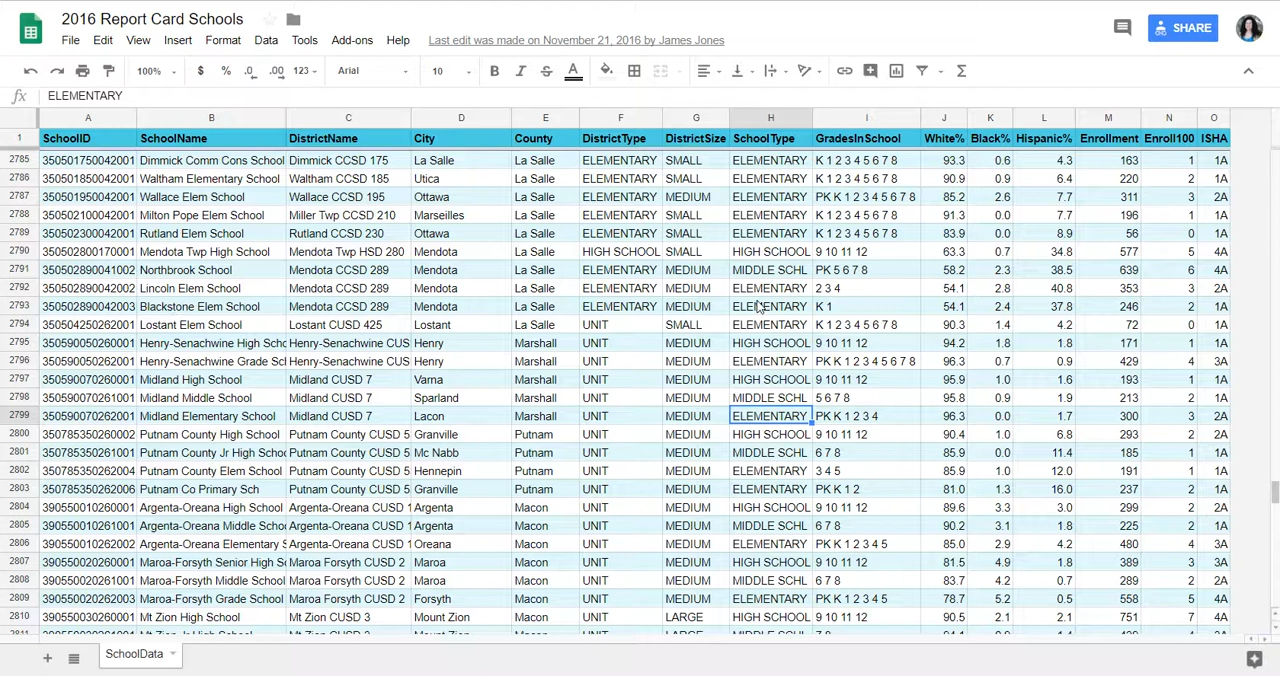 2016 Report Card Schools
File Edit View Insert Format Data Tools Add-ons Help Last edit was made on November 21, 2016 by James Jones
SHARE
100% $ % .0 .00 123 Arial 10 B I S A Σ
fx ELEMENTARY
A B C D E F G H I J K L M N O
1 SchoolID SchoolName DistrictName City County DistrictType DistrictSize SchoolType GradesInSchool White% Black% Hispanic% Enrollment Enroll100 ISHA
2785 350501750042001 Dimmick Comm Cons School Dimmick CCSD 175 La Salle La Salle ELEMENTARY SMALL ELEMENTARY K 1 2 3 4 5 6 7 8 93.3 0.6 4.3 163 1 1A
2786 350501850042001 Waltham Elementary School Waltham CCSD 185 Utica La Salle ELEMENTARY SMALL ELEMENTARY K 1 2 3 4 5 6 7 8 90.9 0.9 6.4 220 2 1A
2787 350501950042001 Wallace Elem School Wallace CCSD 195 Ottawa La Salle ELEMENTARY MEDIUM ELEMENTARY PK K 1 2 3 4 5 6 7 8 85.2 2.6 7.7 311 3 2A
2788 350502100042001 Milton Pope Elem School Miller Twp CCSD 210 Marseilles La Salle ELEMENTARY SMALL ELEMENTARY K 1 2 3 4 5 6 7 8 91.3 0.0 7.7 196 1 1A
2789 350502300042001 Rutland Elem School Rutland CCSD 230 Ottawa La Salle ELEMENTARY SMALL ELEMENTARY K 1 2 3 4 5 6 7 8 83.9 0.0 8.9 56 0 1A
2790 350502800170001 Mendota Twp High School Mendota Twp HSD 280 Mendota La Salle HIGH SCHOOL SMALL HIGH SCHOOL 9 10 11 12 63.3 0.7 34.8 577 5 4A
2791 350502890041002 Northbrook School Mendota CCSD 289 Mendota La Salle ELEMENTARY MEDIUM MIDDLE SCHL PK 5 6 7 8 58.2 2.3 38.5 639 6 4A
2792 350502890042002 Lincoln Elem School Mendota CCSD 289 Mendota La Salle ELEMENTARY MEDIUM ELEMENTARY 2 3 4 54.1 2.8 40.8 353 3 2A
2793 350502890042003 Blackstone Elem School Mendota CCSD 289 Mendota La Salle ELEMENTARY MEDIUM ELEMENTARY K 1 54.1 2.4 37.8 246 2 1A
2794 350504250262001 Lostant Elem School Lostant CUSD 425 Lostant La Salle UNIT SMALL ELEMENTARY K 1 2 3 4 5 6 7 8 90.3 1.4 4.2 72 0 1A
2795 350590050260001 Henry-Senachwine High Scho Henry-Senachwine CUS Henry Marshall UNIT MEDIUM HIGH SCHOOL 9 10 11 12 94.2 1.8 1.8 171 1 1A
2796 350590050262001 Henry-Senachwine Grade Sc Henry-Senachwine CUS Henry Marshall UNIT MEDIUM ELEMENTARY PK K 1 2 3 4 5 6 7 8 96.3 0.7 0.9 429 4 3A
2797 350590070260001 Midland High School Midland CUSD 7 Varna Marshall UNIT MEDIUM HIGH SCHOOL 9 10 11 12 95.9 1.0 1.6 193 1 1A
2798 350590070261001 Midland Middle School Midland CUSD 7 Sparland Marshall UNIT MEDIUM MIDDLE SCHL 5 6 7 8 95.8 0.9 1.9 213 2 1A
2799 350590070262001 Midland Elementary School Midland CUSD 7 Lacon Marshall UNIT MEDIUM ELEMENTARY PK K 1 2 3 4 96.3 0.0 1.7 300 3 2A
2800 350785350260002 Putnam County High School Putnam County CUSD 5 Granville Putnam UNIT MEDIUM HIGH SCHOOL 9 10 11 12 90.4 1.0 6.8 293 2 2A
2801 350785350261001 Putnam County Jr High School Putnam County CUSD 5 Mc Nabb Putnam UNIT MEDIUM MIDDLE SCHL 6 7 8 85.9 0.0 11.4 185 1 1A
2802 350785350262004 Putnam County Elem School Putnam County CUSD 5 Hennepin Putnam UNIT MEDIUM ELEMENTARY 3 4 5 85.9 1.0 12.0 191 1 1A
2803 350785350262006 Putnam Co Primary Sch Putnam County CUSD 5 Granville Putnam UNIT MEDIUM ELEMENTARY PK K 1 2 81.0 1.3 16.0 237 2 1A
2804 390550010260001 Argenta-Oreana High School Argenta-Oreana CUSD 1 Argenta Macon UNIT MEDIUM HIGH SCHOOL 9 10 11 12 89.6 3.3 3.0 299 2 2A
2805 390550010261001 Argenta-Oreana Middle School Argenta-Oreana CUSD 1 Argenta Macon UNIT MEDIUM MIDDLE SCHL 6 7 8 90.2 3.1 1.8 225 2 1A
2806 390550010262002 Argenta-Oreana Elementary S Argenta-Oreana CUSD 1 Oreana Macon UNIT MEDIUM ELEMENTARY PK K 1 2 3 4 5 85.0 2.9 4.2 480 4 3A
2807 390550020260001 Maroa-Forsyth Senior High Sc Maroa Forsyth CUSD 2 Maroa Macon UNIT MEDIUM HIGH SCHOOL 9 10 11 12 81.5 4.9 1.8 389 3 3A
2808 390550020261001 Maroa-Forsyth Middle School Maroa Forsyth CUSD 2 Maroa Macon UNIT MEDIUM MIDDLE SCHL 6 7 8 83.7 4.2 0.7 289 2 2A
2809 390550020262003 Maroa-Forsyth Grade School Maroa Forsyth CUSD 2 Forsyth Macon UNIT MEDIUM ELEMENTARY PK K 1 2 3 4 5 78.7 5.2 0.5 558 5 4A
2810 390550030260001 Mt Zion High School Mt Zion CUSD 3 Mount Zion Macon UNIT LARGE HIGH SCHOOL 9 10 11 12 90.5 2.1 2.1 751 7 4A
SchoolData